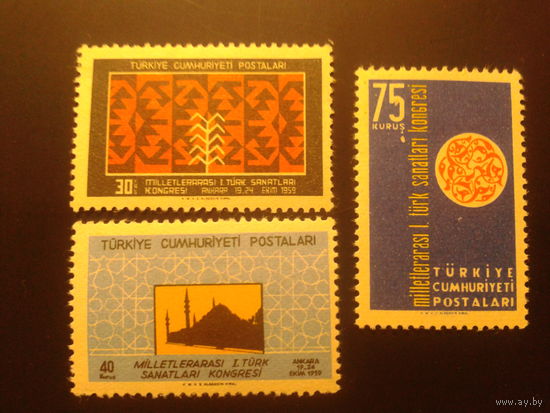 TÜRKİYE CUMHURİYETİ POSTALARI
30
MİLLETLERARASI I. TÜRK SANATLARI
KONGRESİ ANKARA 19.24 EKİM 1959
TÜRKİYE CUMHURİYETİ POSTALARI
40
Kuruş
MİLLETLERARASI I. TÜRK
SANATLARI KONGRESİ
ANKARA
19.24
EKİM 1959
75
KURUŞ
milletlerarası I. türk sanatları kongresi
TÜRKİYE
CUMHURİYETİ
POSTALARI
www.ay.by